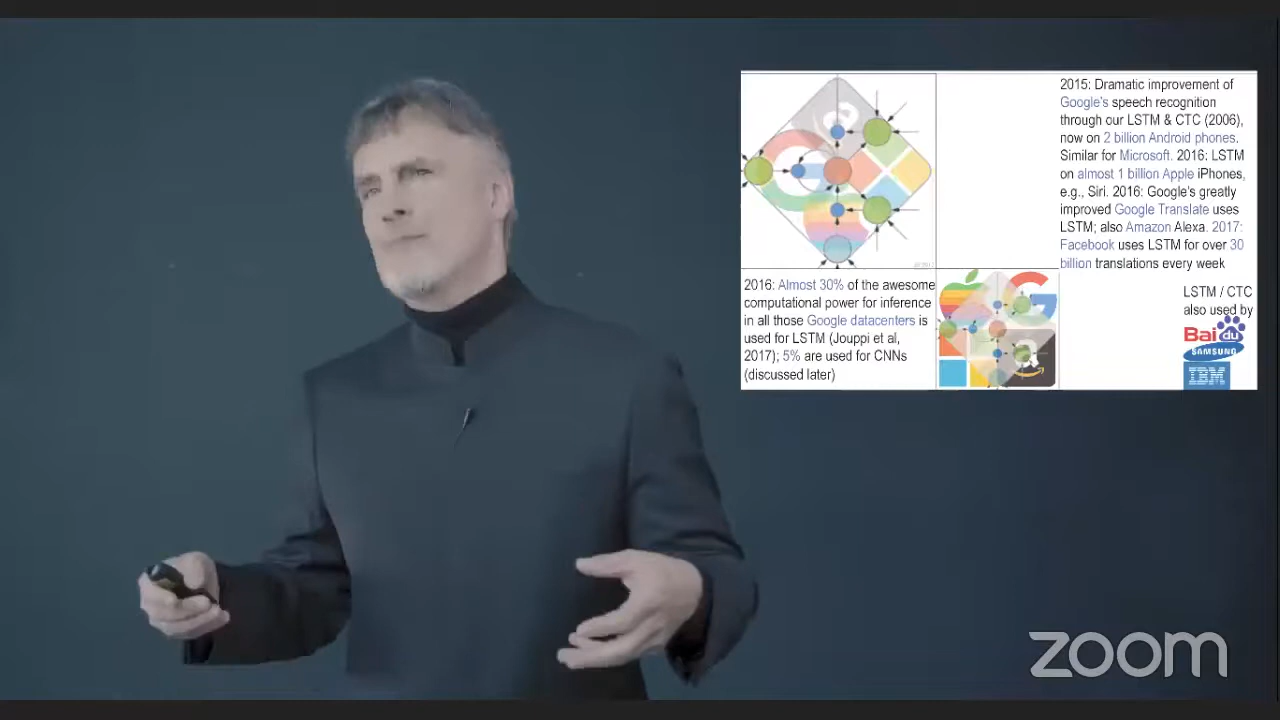 2015: Dramatic improvement of
Google's speech recognition
through our LSTM & CTC (2006),
now on 2 billion Android phones.
Similar for Microsoft. 2016: LSTM
on almost 1 billion Apple iPhones,
e.g., Siri. 2016: Google's greatly
improved Google Translate uses
LSTM; also Amazon Alexa. 2017:
Facebook uses LSTM for over 30
billion translations every week
2016: Almost 30% of the awesome
computational power for inference
in all those Google datacenters is
used for LSTM (Jouppi et al,
2017); 5% are used for CNNs
(discussed later)
LSTM / CTC
also used by
Baidu
SAMSUNG
IBM
zoom